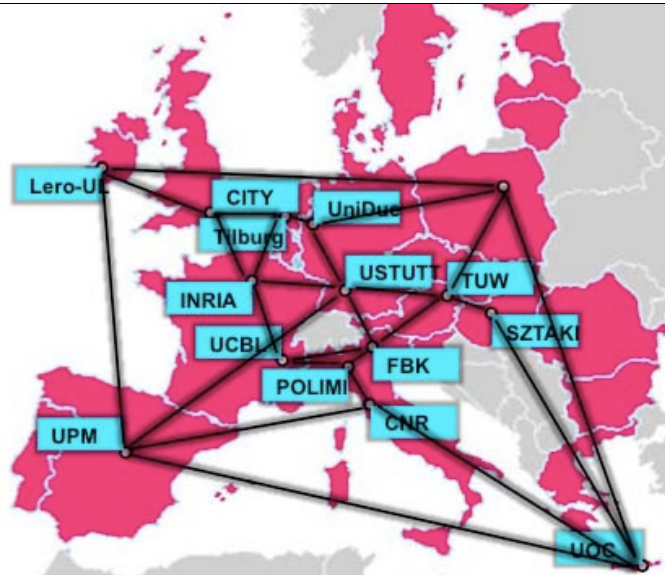 Lero-UL
CITY
Tilburg
UniDue
USTUTT
TUW
INRIA
SZTAKI
UCBL
FBK
POLIMI
CNR
UPM
UOC